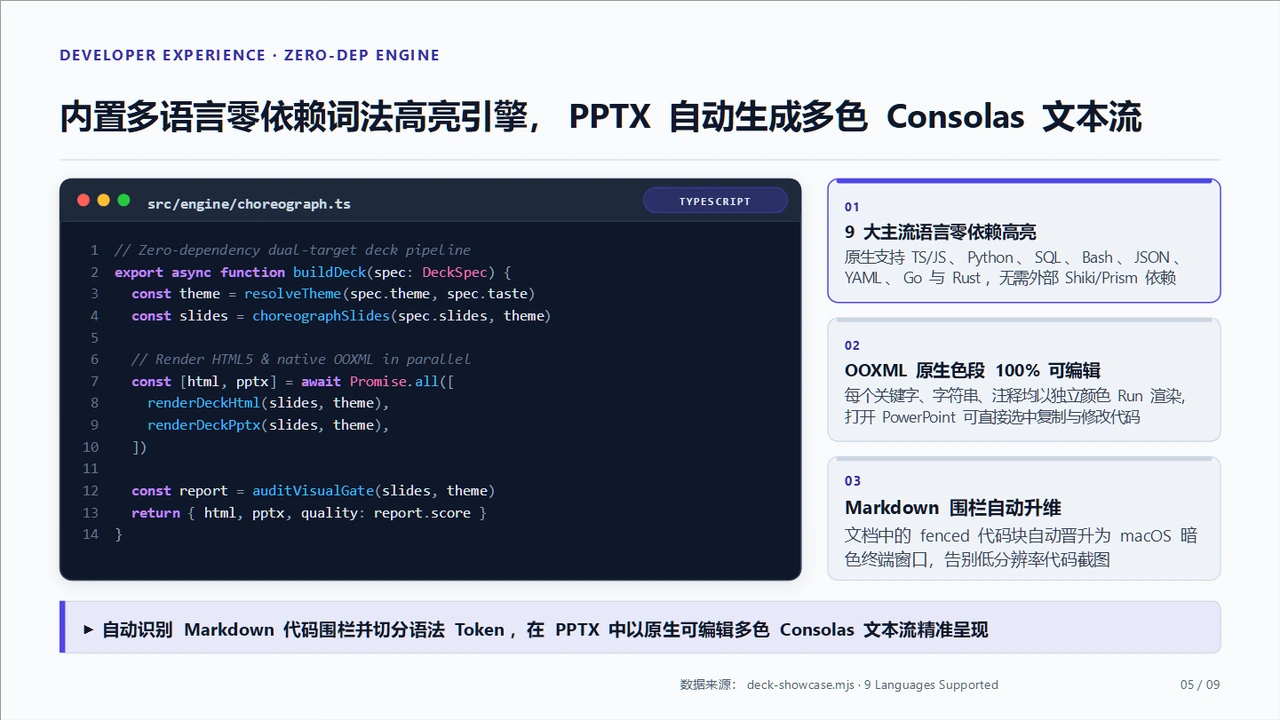 DEVELOPER EXPERIENCE · ZERO-DEP ENGINE
内置多语言零依赖词法高亮引擎， PPTX 自动生成多色 Consolas 文本流
src/engine/choreograph.ts
TYPESCRIPT
1 // Zero-dependency dual-target deck pipeline
2 export async function buildDeck(spec: DeckSpec) {
3   const theme = resolveTheme(spec.theme, spec.taste)
4   const slides = choreographSlides(spec.slides, theme)
5
6   // Render HTML5 & native OOXML in parallel
7   const [html, pptx] = await Promise.all([
8     renderDeckHtml(slides, theme),
9     renderDeckPptx(slides, theme),
10   ])
11
12   const report = auditVisualGate(slides, theme)
13   return { html, pptx, quality: report.score }
14 }
01
9 大主流语言零依赖高亮
原生支持 TS/JS、Python、SQL、Bash、JSON、
YAML、Go 与 Rust，无需外部 Shiki/Prism 依赖
02
OOXML 原生色段 100% 可编辑
每个关键字、字符串、注释均以独立颜色 Run 渲染，
打开 PowerPoint 可直接选中复制与修改代码
03
Markdown 围栏自动升维
文档中的 fenced 代码块自动晋升为 macOS 暗
色终端窗口，告别低分辨率代码截图
▸ 自动识别 Markdown 代码围栏并切分语法 Token，在 PPTX 中以原生可编辑多色 Consolas 文本流精准呈现
数据来源： deck-showcase.mjs · 9 Languages Supported
05 / 09